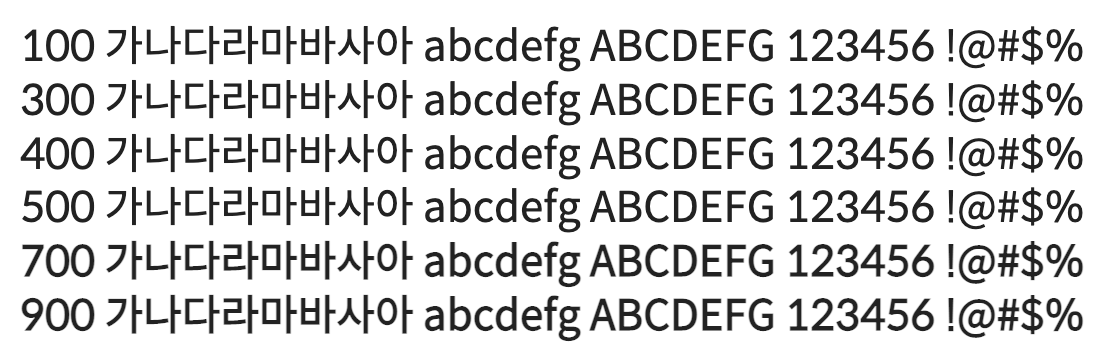 100 가나다라마바사아 abcdefg ABCDEFG 123456 !@#$%
300 가나다라마바사아 abcdefg ABCDEFG 123456 !@#$%
400 가나다라마바사아 abcdefg ABCDEFG 123456 !@#$%
500 가나다라마바사아 abcdefg ABCDEFG 123456 !@#$%
700 가나다라마바사아 abcdefg ABCDEFG 123456 !@#$%
900 가나다라마바사아 abcdefg ABCDEFG 123456 !@#$%